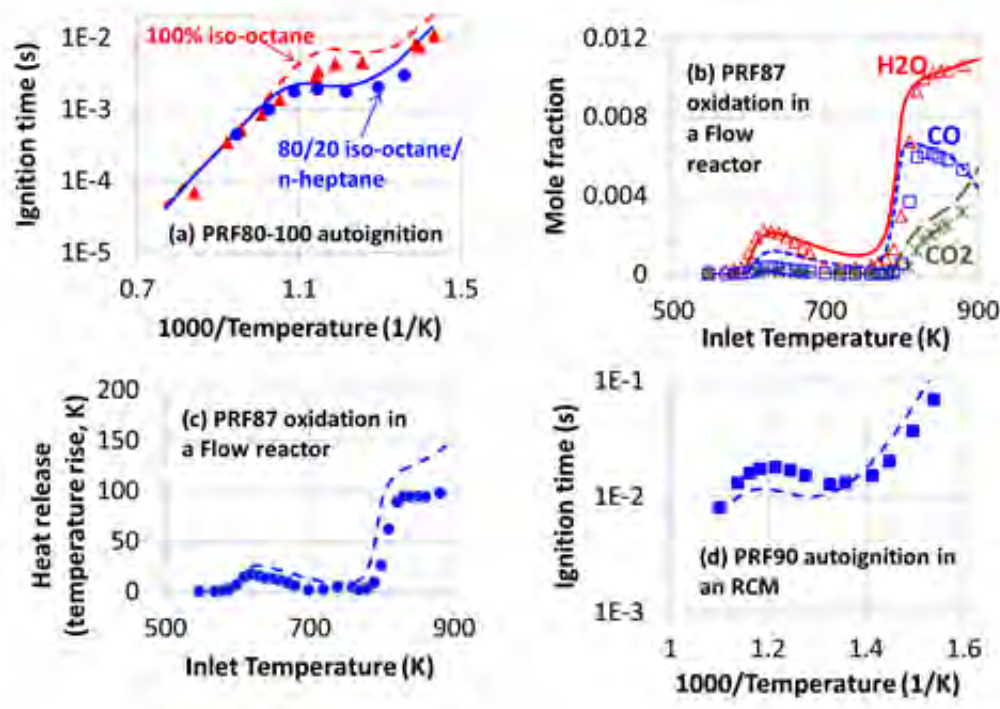 Ignition time (s)
1E-2
1E-3
1E-4
1E-5
100% iso-octane
80/20 iso-octane/
n-heptane
(a) PRF80-100 autoignition
0.7
1.1
1.5
1000/Temperature (1/K)
Mole fraction
0.012
0.008
0.004
0
(b) PRF87
oxidation in
a Flow
reactor
H2O
CO
CO2
500
700
900
Inlet Temperature (K)
Heat release
(temperature rise, K)
200
150
100
50
0
(c) PRF87 oxidation in
a Flow reactor
500
700
900
Inlet Temperature (K)
Ignition time (s)
1E-1
1E-2
1E-3
(d) PRF90 autoignition in
an RCM
1
1.2
1.4
1.6
1000/Temperature (1/K)